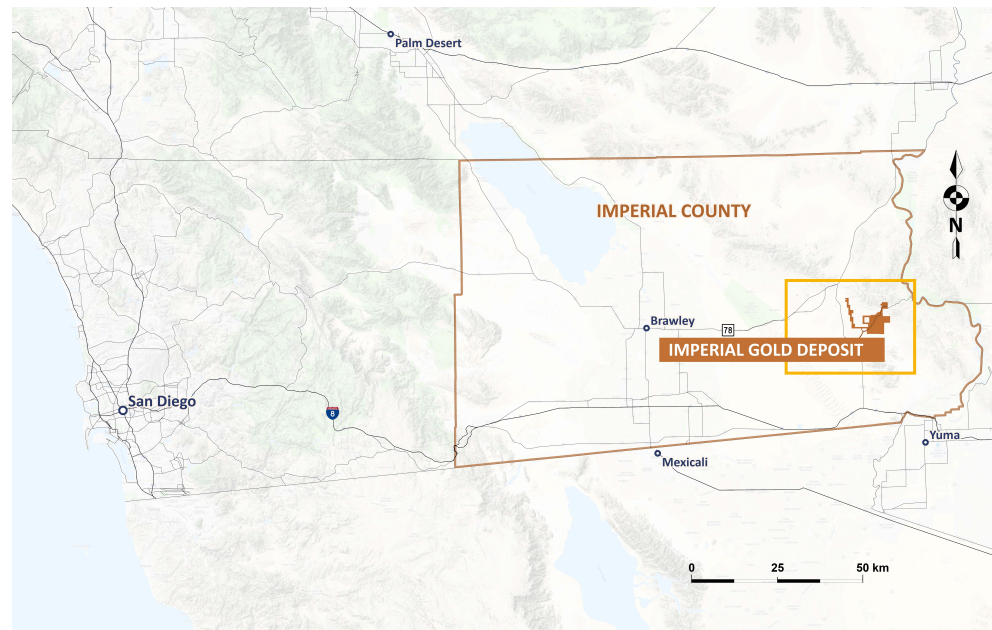 Palm Desert
IMPERIAL COUNTY
N
Brawley
78
IMPERIAL GOLD DEPOSIT
San Diego
8
Yuma
Mexicali
0 25 50 km